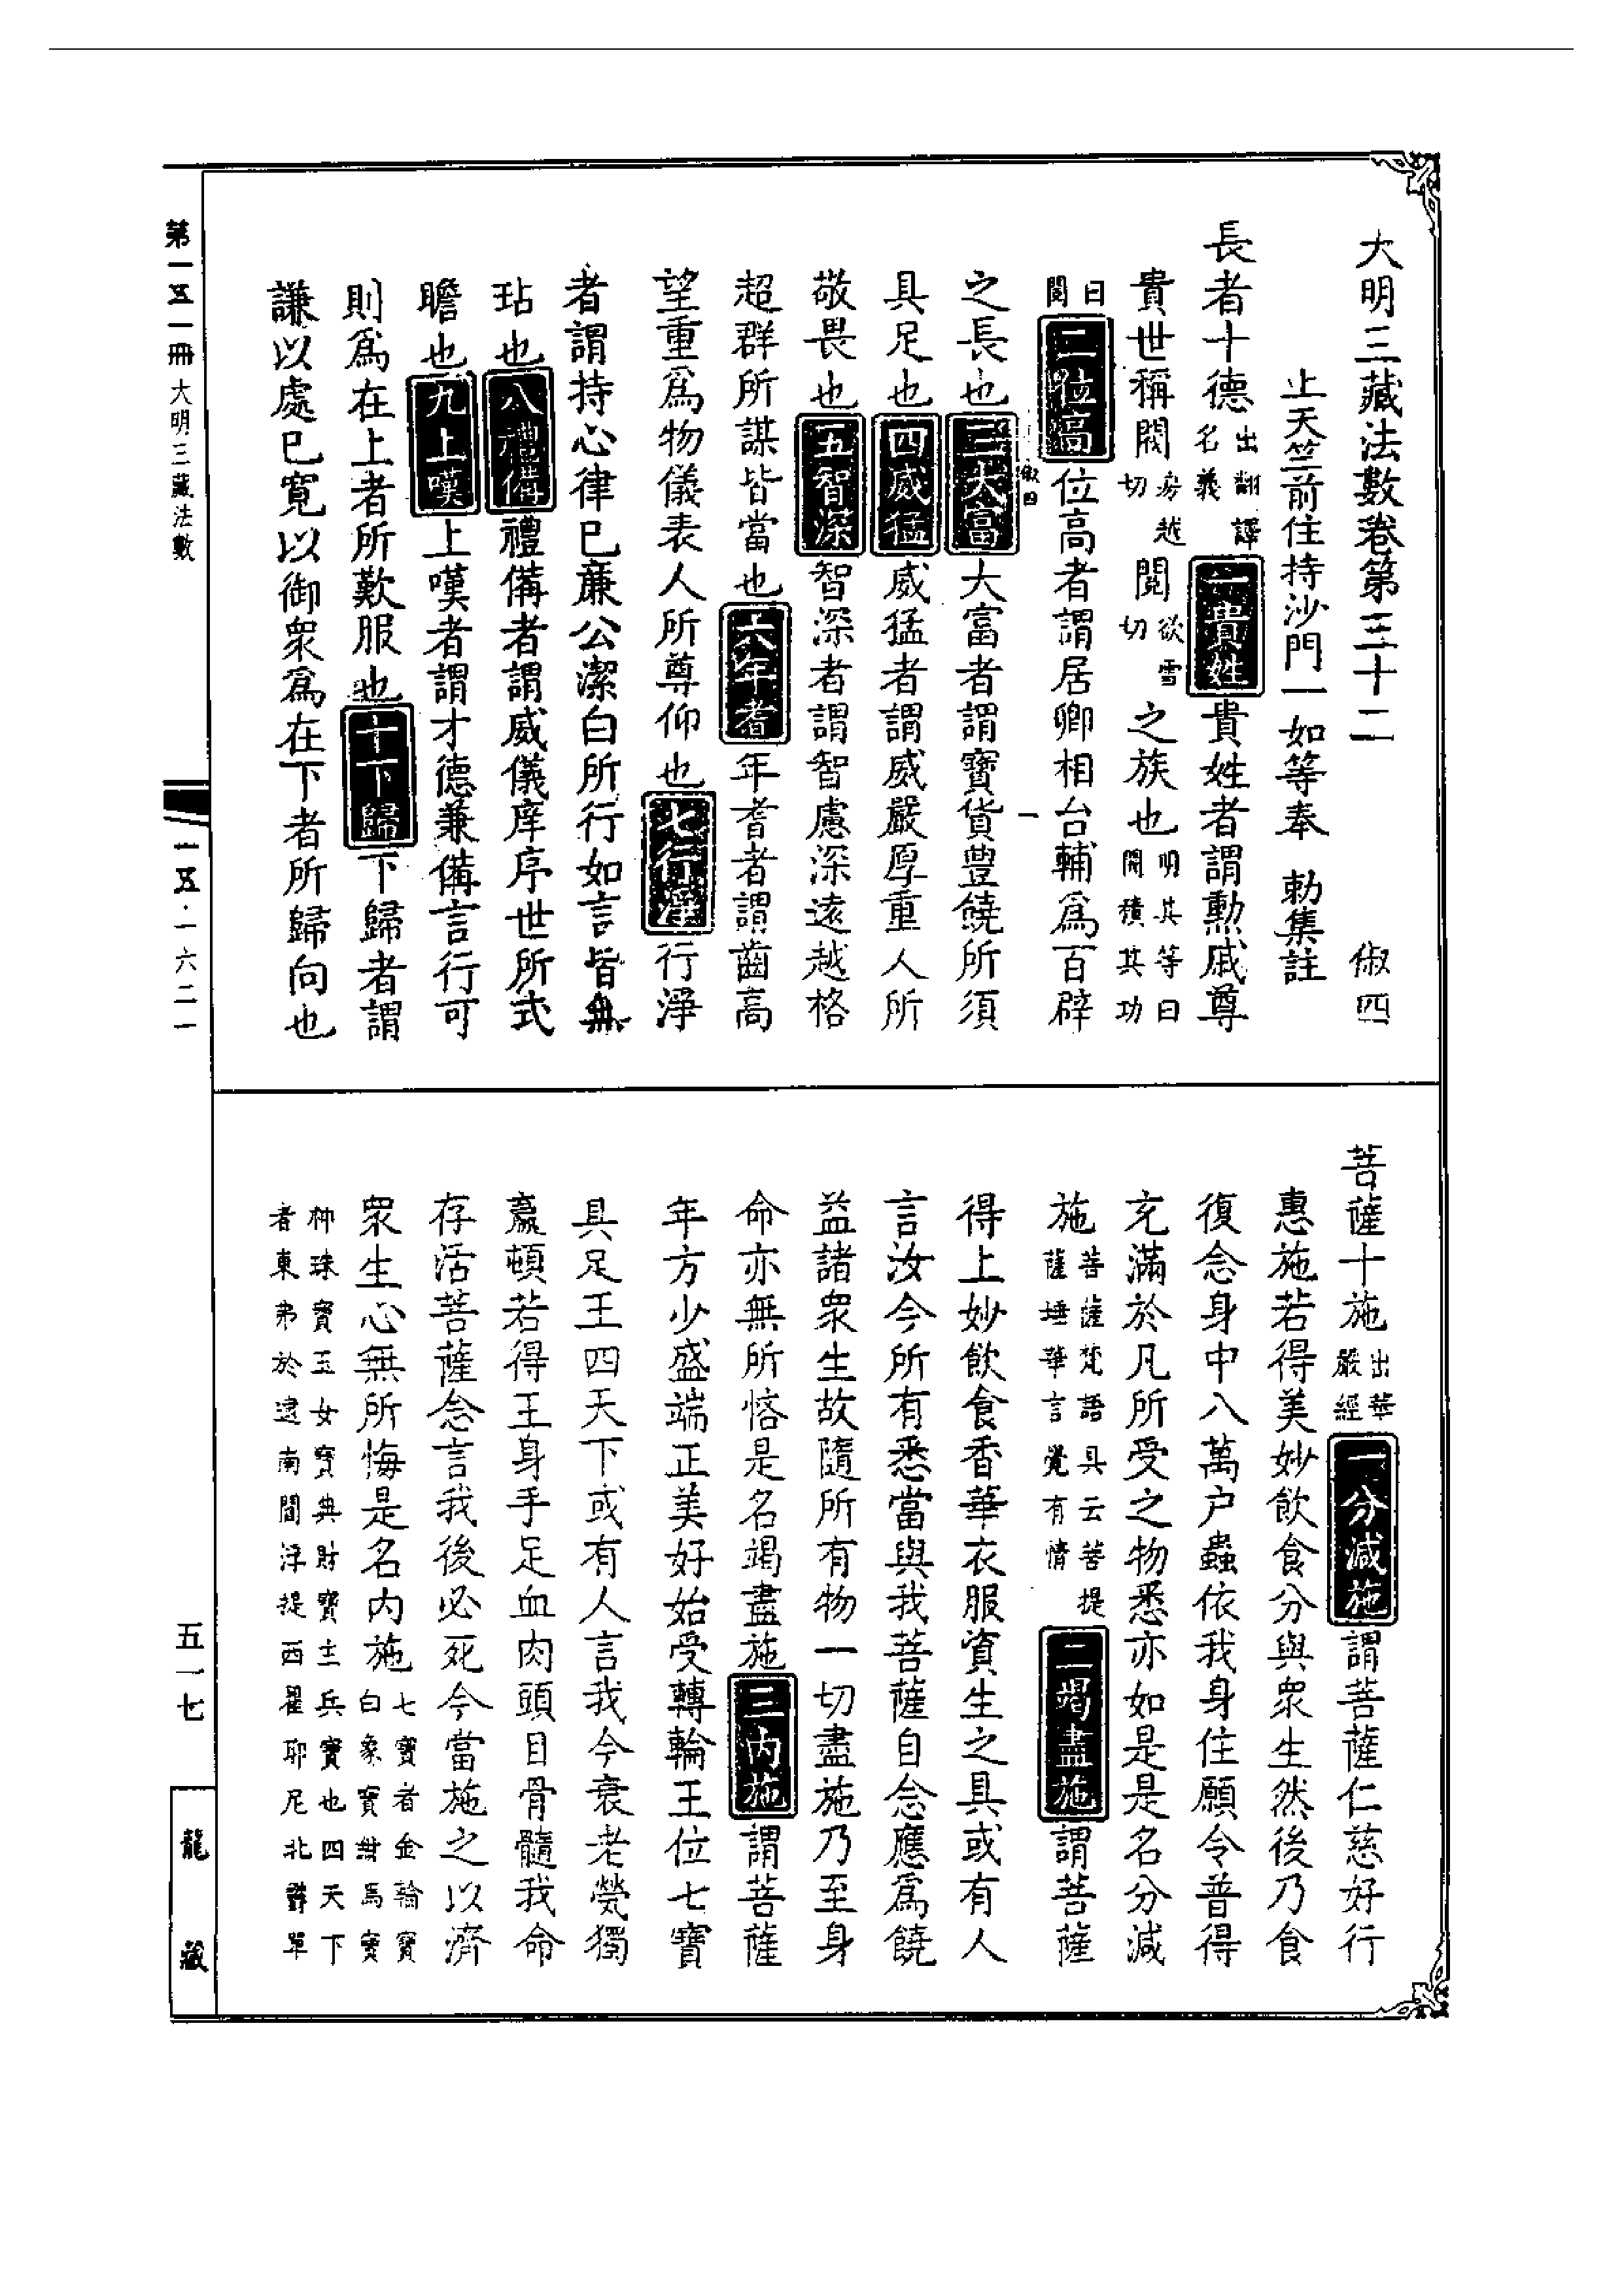 大明三藏法數卷第三十二　俶四
上天竺前住持沙門一如等奉　勅集註
長者十德出翻譯名義一貴姓貴姓者謂勲戚尊
貴世稱閥房越切閲欲雪切之族也明其等曰閥積其功
曰閲二位高位高者謂居卿相台輔爲百辟
之長也三大富大富者謂寶貨豊饒所須
具足也四威猛威猛者謂威嚴厚重人所
敬畏也五智深智深者謂智慮深遠越格
超群所謀皆當也六年耆年耆者謂齒高
望重爲物儀表人所尊仰也七行淨行淨
者謂持心律已廉公潔白所行如言皆無
玷也八禮備禮備者謂威儀庠序世所式
瞻也九上嘆上嘆者謂才德兼備言行可
則爲在上者所歎服也十下歸下歸者謂
謙以處已寛以御衆爲在下者所歸向也
俶四　一
菩薩十施出華嚴經一分減施謂菩薩仁慈好行
惠施若得美妙飲食分與衆生然後乃食
復念身中八萬户蟲依我身住願令普得
充滿於凡所受之物悉亦如是是名分減
施菩薩梵語具云菩提薩埵華言覺有情二竭盡施謂菩薩
得上妙飲食香華衣服資生之具或有人
言汝今所有悉當與我菩薩自念應爲饒
益諸衆生故隨所有物一切盡施乃至身
命亦無所悋是名竭盡施三內施謂菩薩
年方少盛端正美好始受轉輪王位七寶
具足王四天下或有人言我今衰老煢獨
羸頓若得王身手足血肉頭目骨髓我命
存活菩薩念言我後必死今當施之以濟
衆生心無所悔是名內施七寶者金輪寶白象寶紺馬寶
神珠寶玉女寶典財寶主兵寶也四天下者東弗於逮南閻浮提西瞿耶尼北鬱單
第一五一冊　大明三藏法數
一五·一六二一
五一七
龍藏